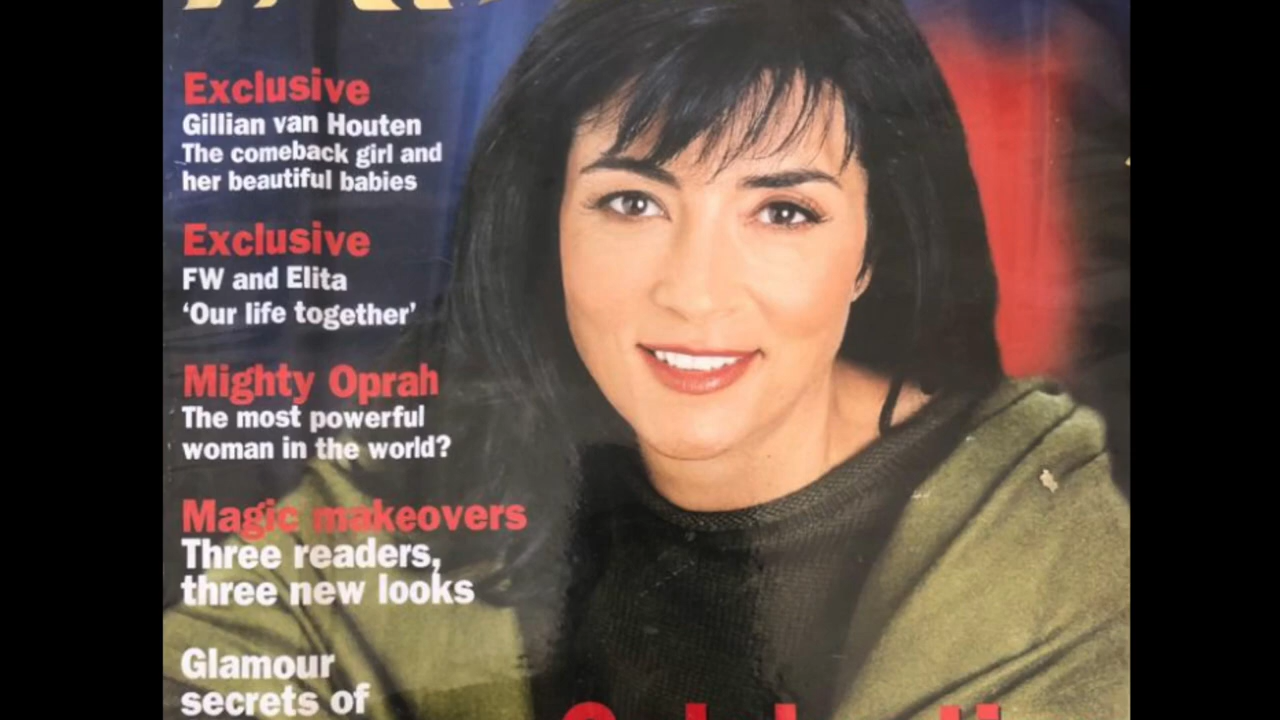 Exclusive
Gillian van Houten
The comeback girl and
her beautiful babies
Exclusive
FW and Elita
‘Our life together’
Mighty Oprah
The most powerful
woman in the world?
Magic makeovers
Three readers,
three new looks
Glamour
secrets of